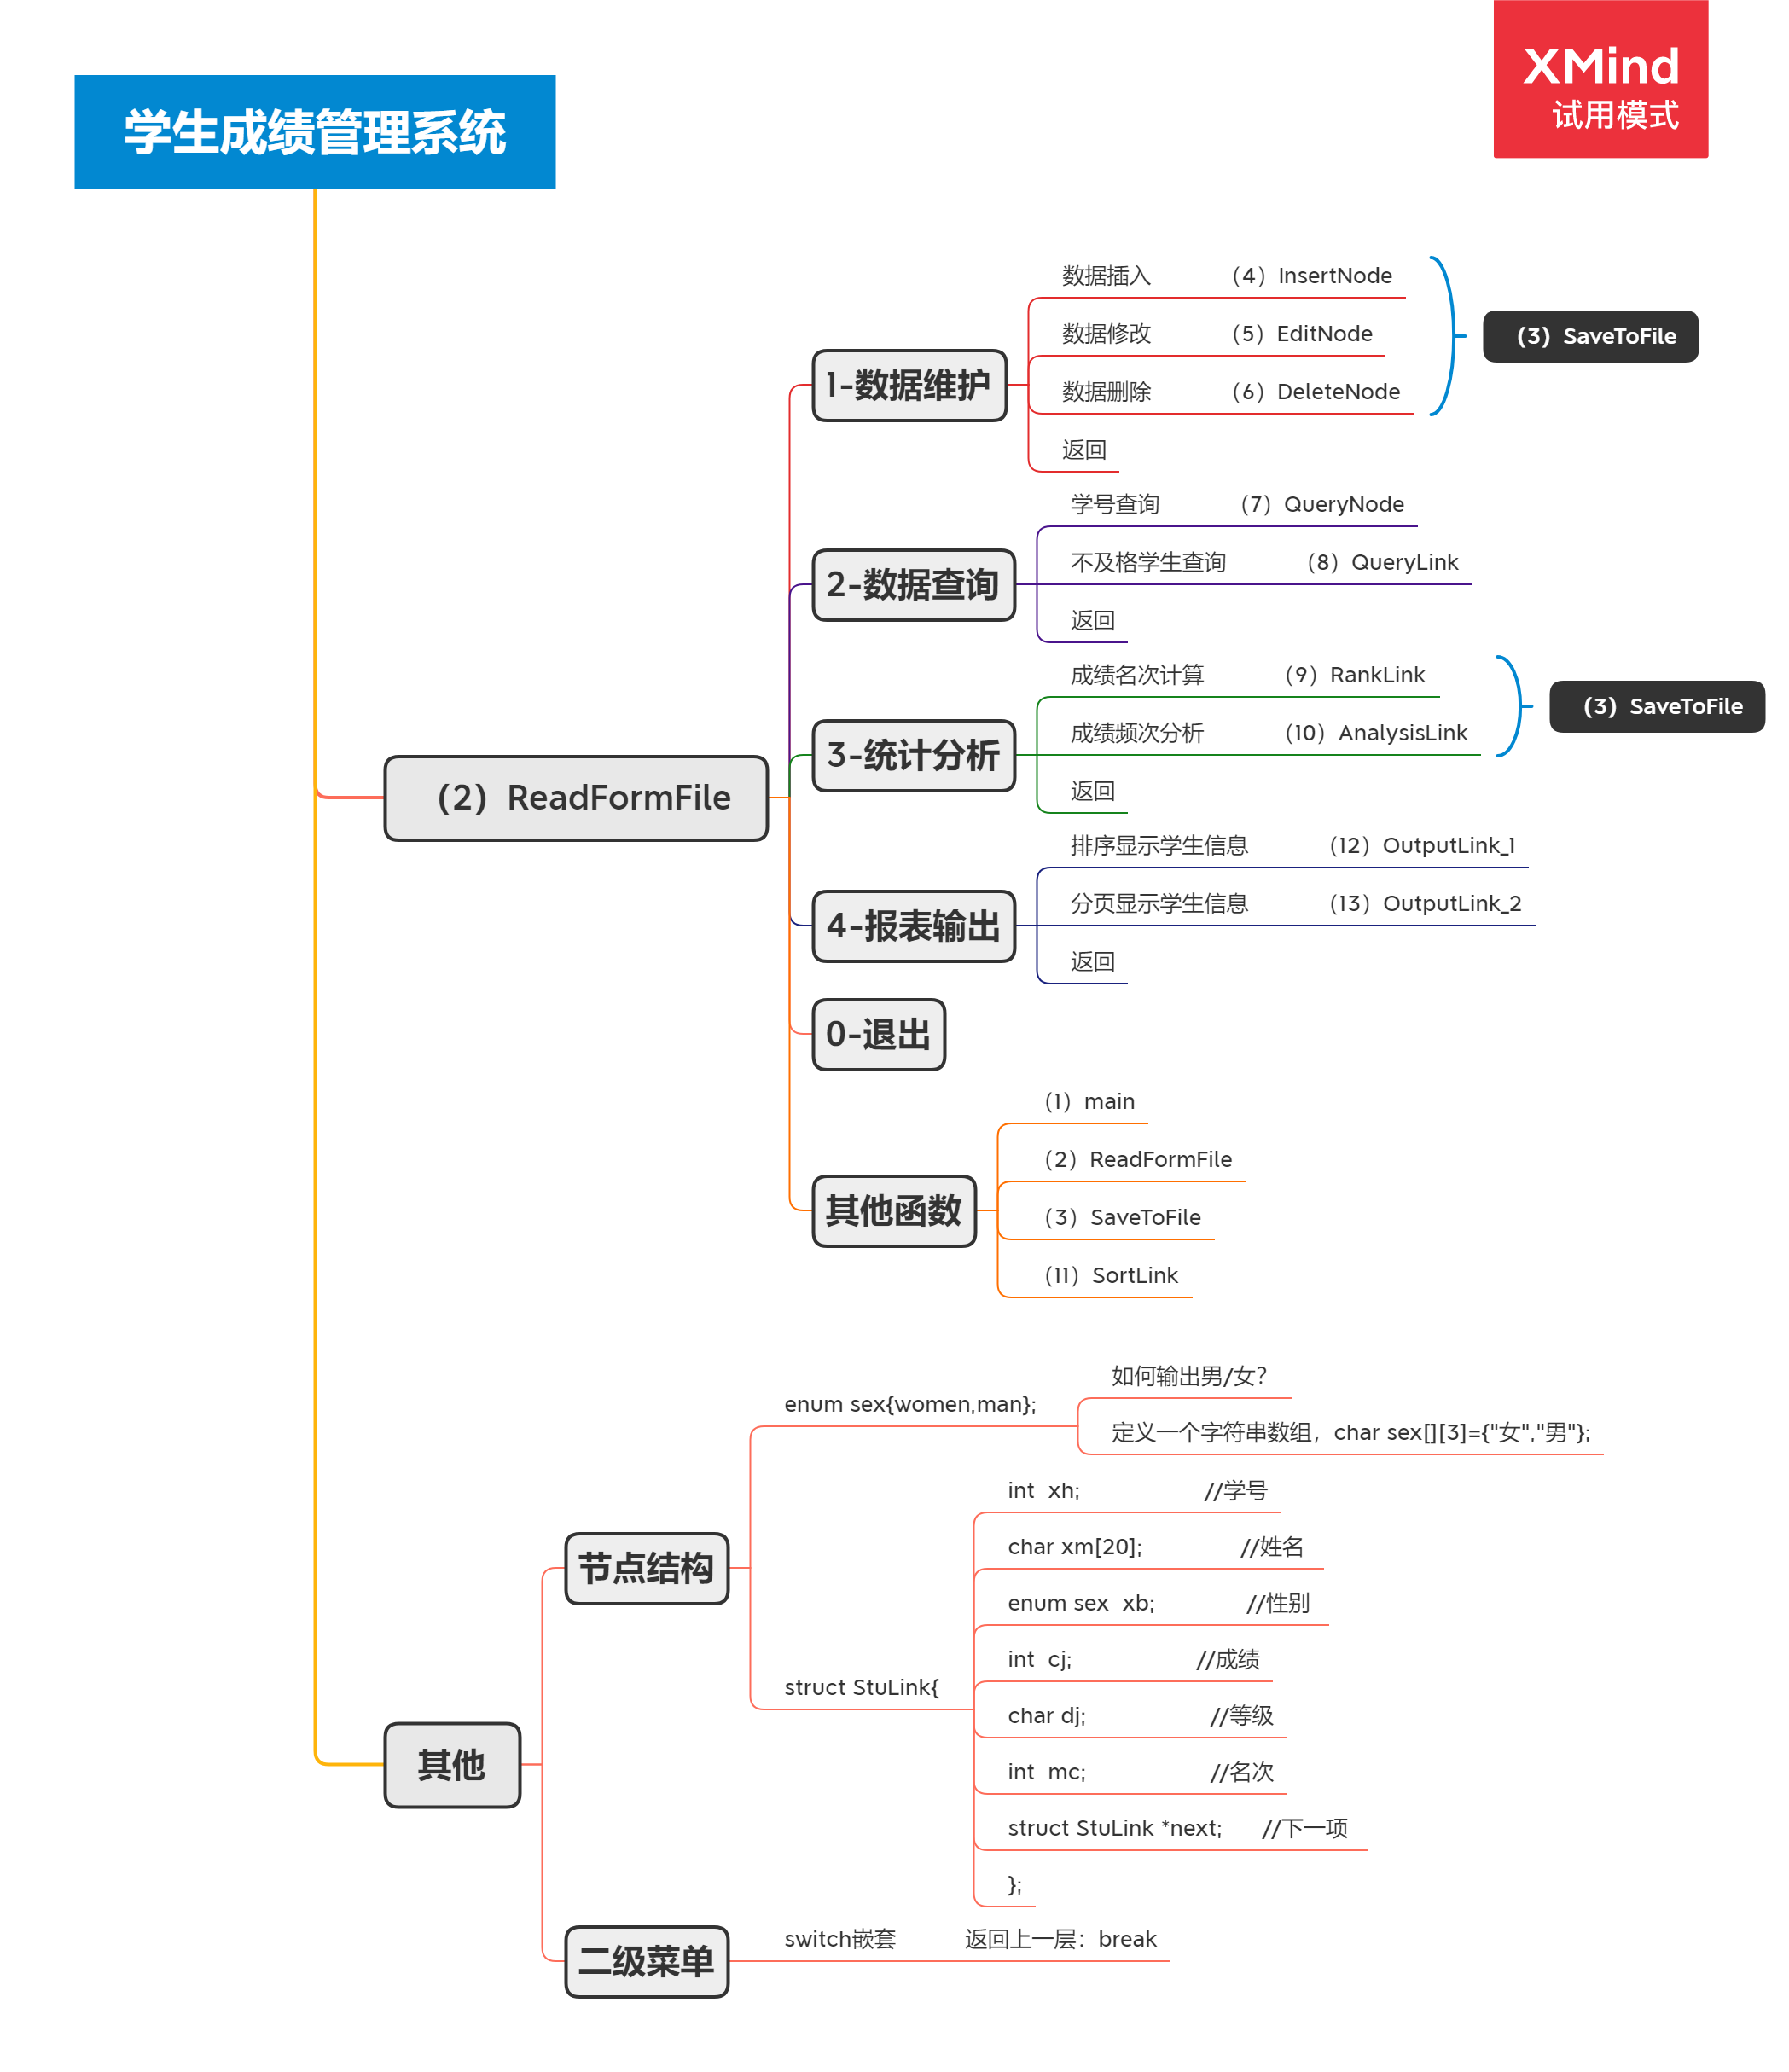 XMind
试用模式
学生成绩管理系统
（2）ReadFormFile
1-数据维护
数据插入 （4）InsertNode
数据修改 （5）EditNode
数据删除 （6）DeleteNode
返回
（3）SaveToFile
2-数据查询
学号查询 （7）QueryNode
不及格学生查询 （8）QueryLink
返回
3-统计分析
成绩名次计算 （9）RankLink
成绩频次分析 （10）AnalysisLink
返回
（3）SaveToFile
4-报表输出
排序显示学生信息 （12）OutputLink_1
分页显示学生信息 （13）OutputLink_2
返回
0-退出
其他函数
（1）main
（2）ReadFormFile
（3）SaveToFile
（11）SortLink
其他
节点结构
enum sex{women,man};
如何输出男/女？
定义一个字符串数组，char sex[][3]={"女","男"};
struct StuLink{
int xh; //学号
char xm[20]; //姓名
enum sex xb; //性别
int cj; //成绩
char dj; //等级
int mc; //名次
struct StuLink *next; //下一项
};
二级菜单
switch嵌套 返回上一层：break